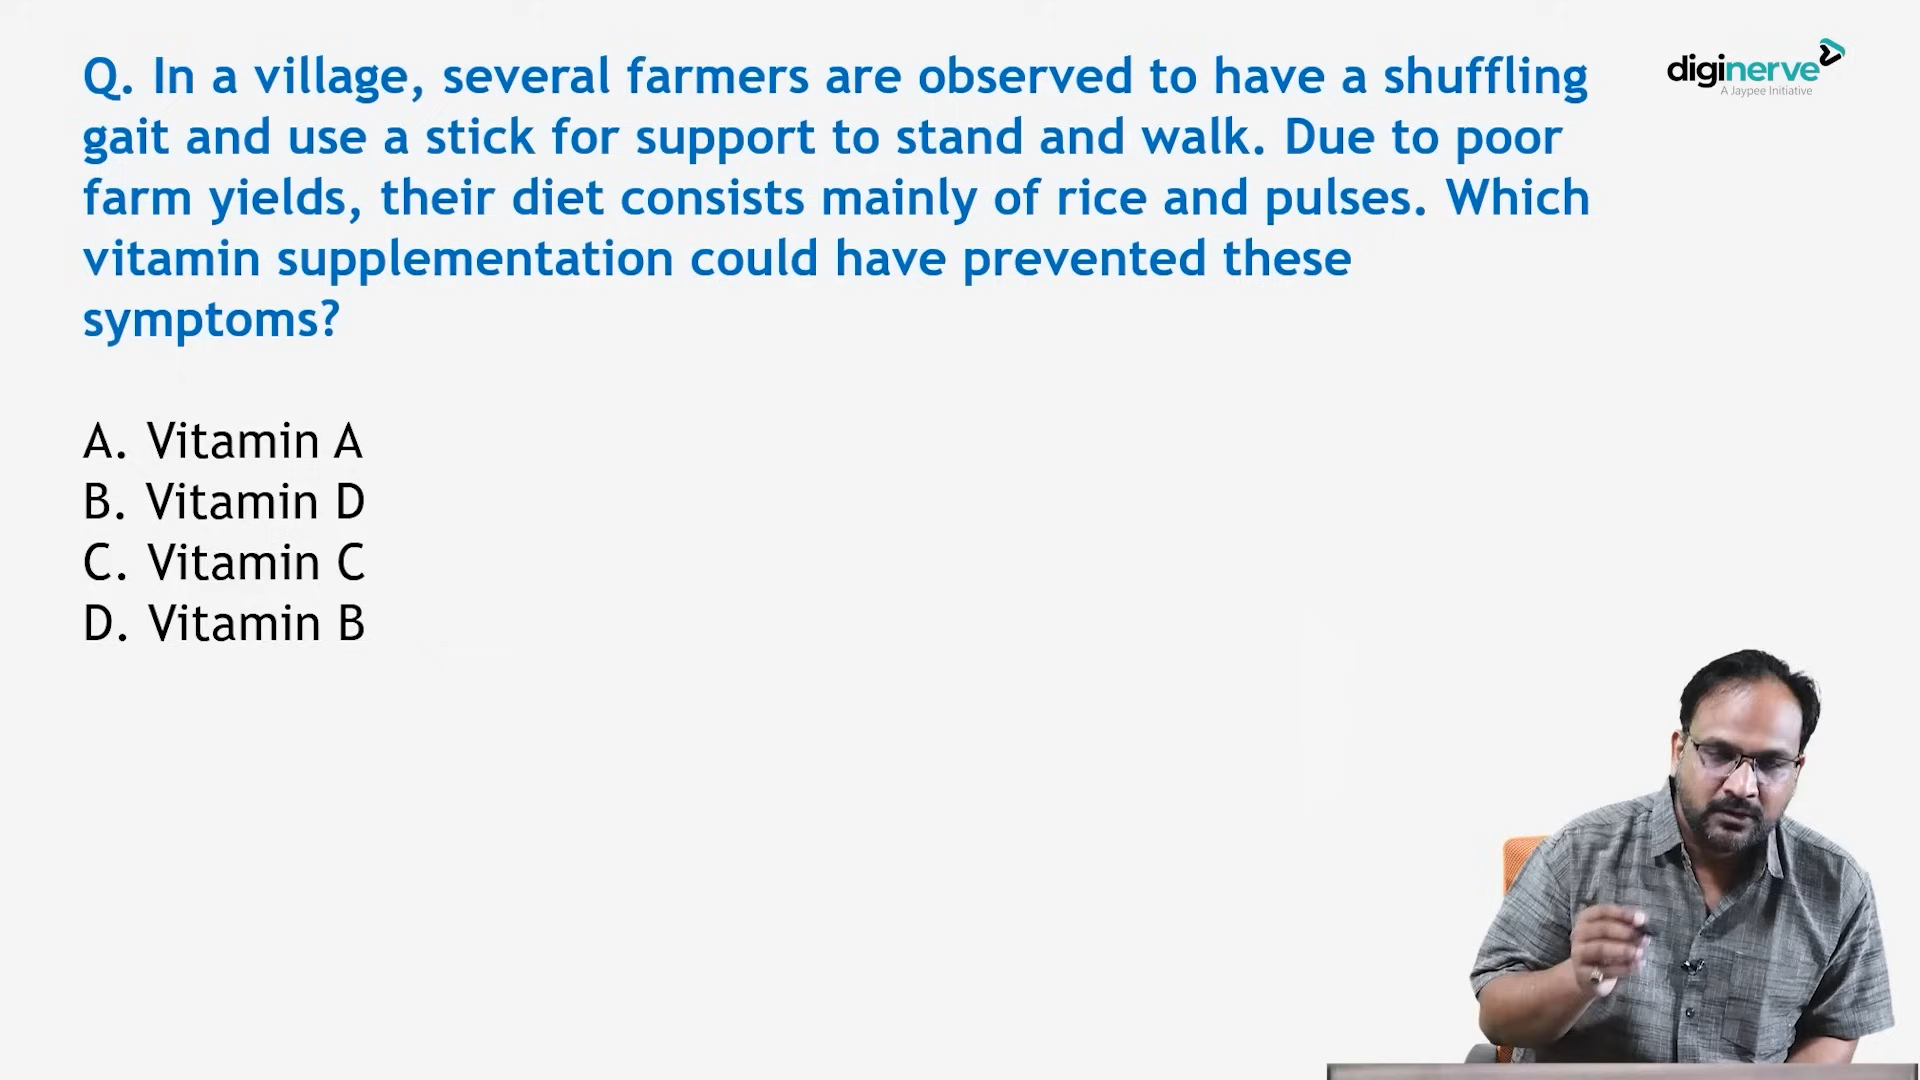 Q. In a village, several farmers are observed to have a shuffling
gait and use a stick for support to stand and walk. Due to poor
farm yields, their diet consists mainly of rice and pulses. Which
vitamin supplementation could have prevented these
symptoms?
A. Vitamin A
B. Vitamin D
C. Vitamin C
D. Vitamin B
diginerve
A Jaypee Initiative